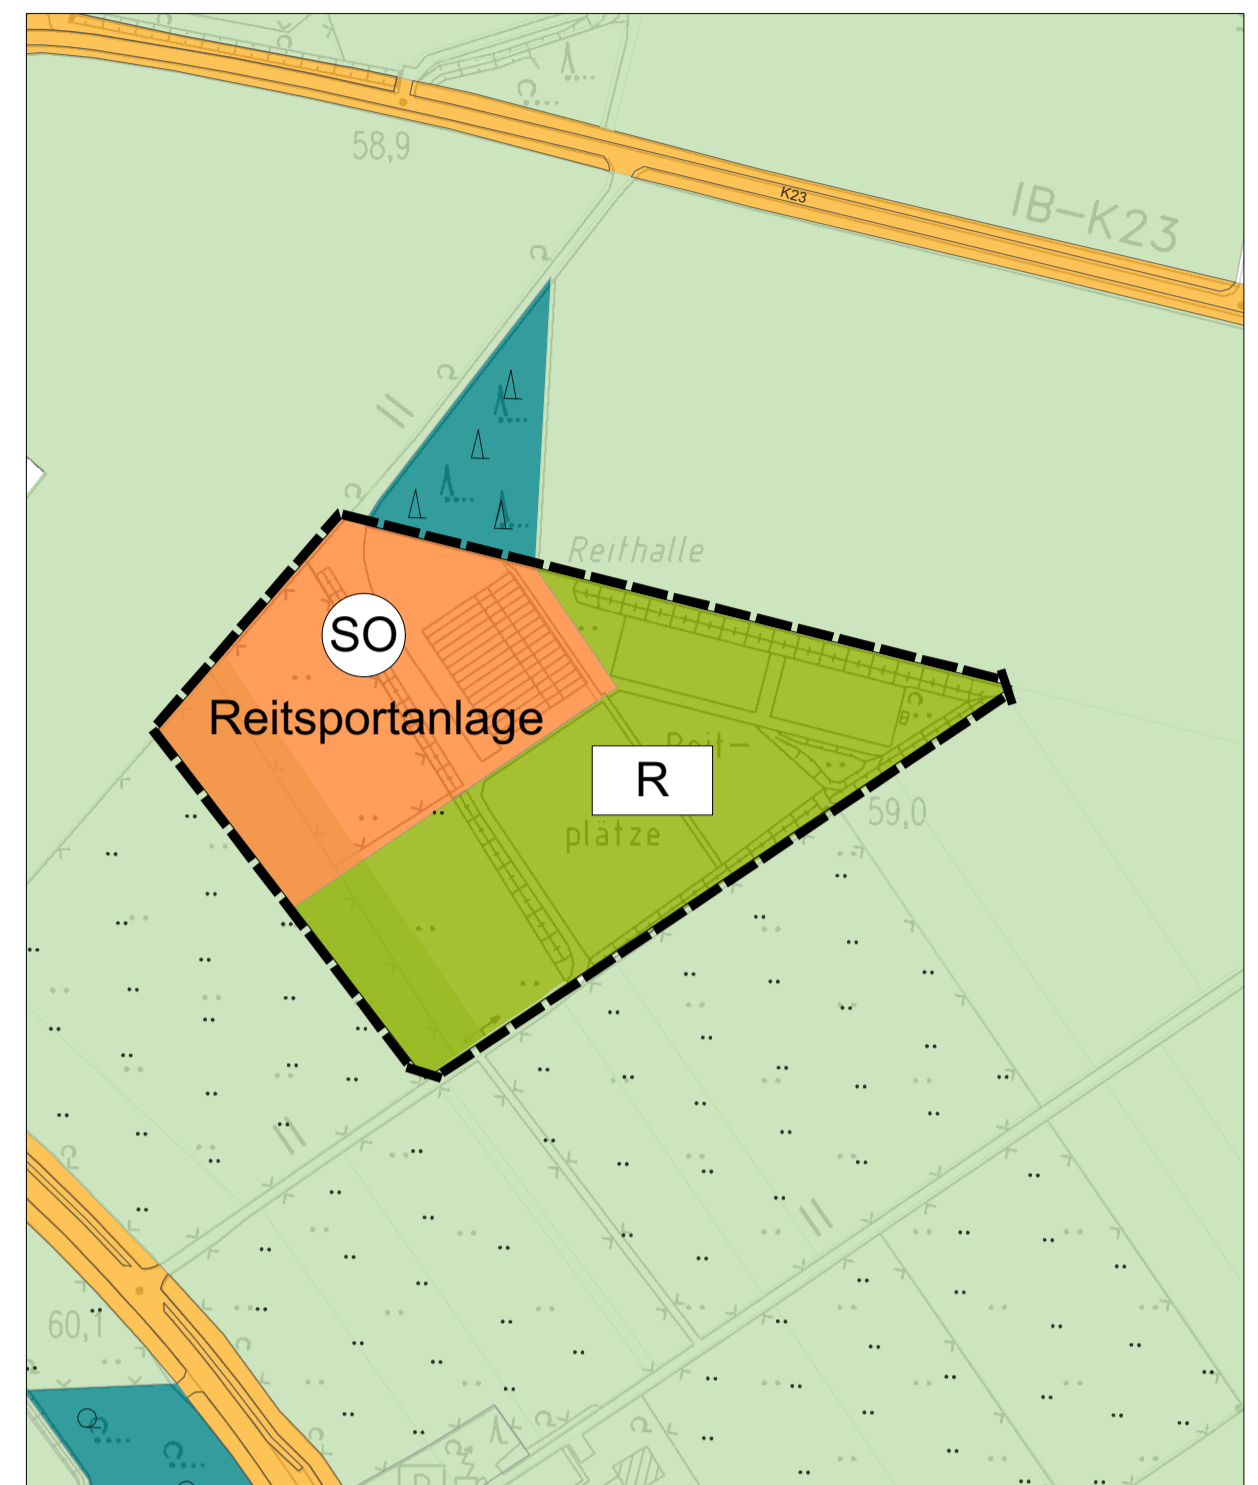 58,9
K23
IB-K23
Reithalle
SO
Reitsportanlage
Reit-
R
plätze
59,0
60,1